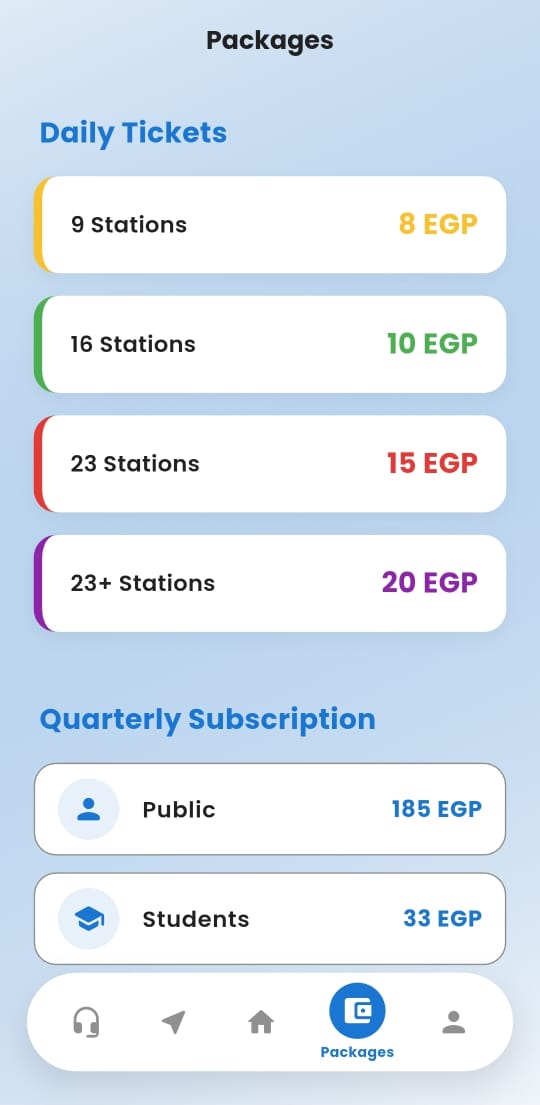 Packages
Daily Tickets
9 Stations 8 EGP
16 Stations 10 EGP
23 Stations 15 EGP
23+ Stations 20 EGP
Quarterly Subscription
Public 185 EGP
Students 33 EGP
Packages